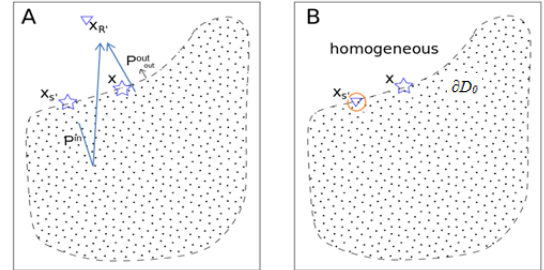 A
x_R'
P^out_out
x
x_s'
P^in
B
homogeneous
x
x_s'
∂D_0